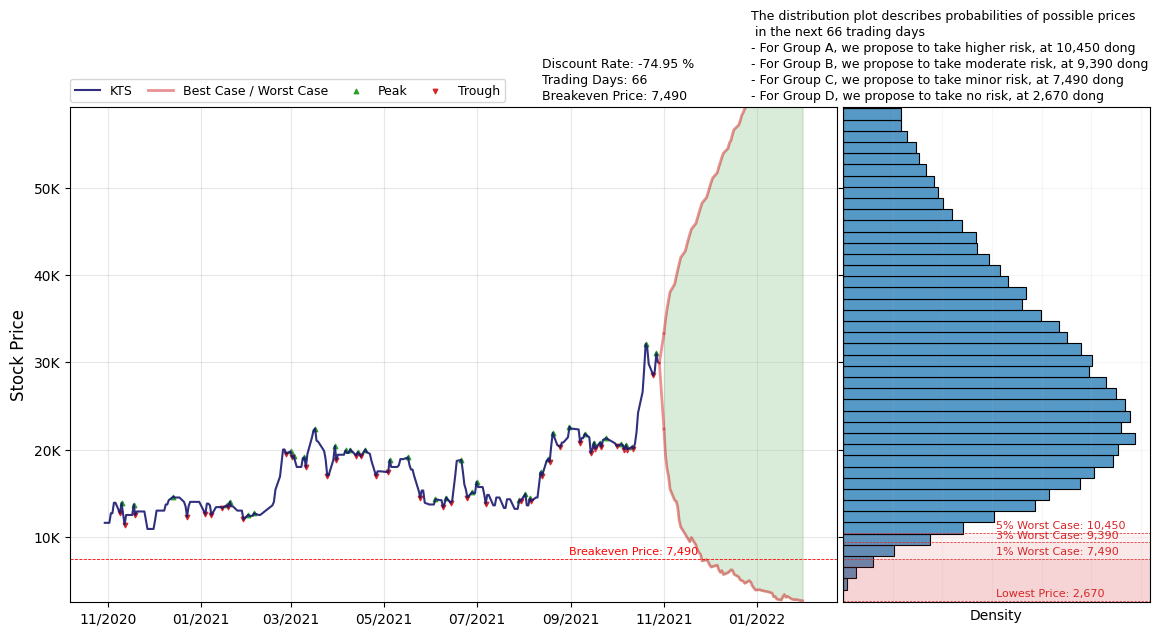 The distribution plot describes probabilities of possible prices
in the next 66 trading days
- For Group A, we propose to take higher risk, at 10,450 dong
- For Group B, we propose to take moderate risk, at 9,390 dong
- For Group C, we propose to take minor risk, at 7,490 dong
- For Group D, we propose to take no risk, at 2,670 dong
Discount Rate: -74.95 %
Trading Days: 66
Breakeven Price: 7,490
KTS
Best Case / Worst Case
Peak
Trough
Stock Price
50K
40K
30K
20K
10K
Breakeven Price: 7,490
11/2020
01/2021
03/2021
05/2021
07/2021
09/2021
11/2021
01/2022
5% Worst Case: 10,450
3% Worst Case: 9,390
1% Worst Case: 7,490
Lowest Price: 2,670
Density